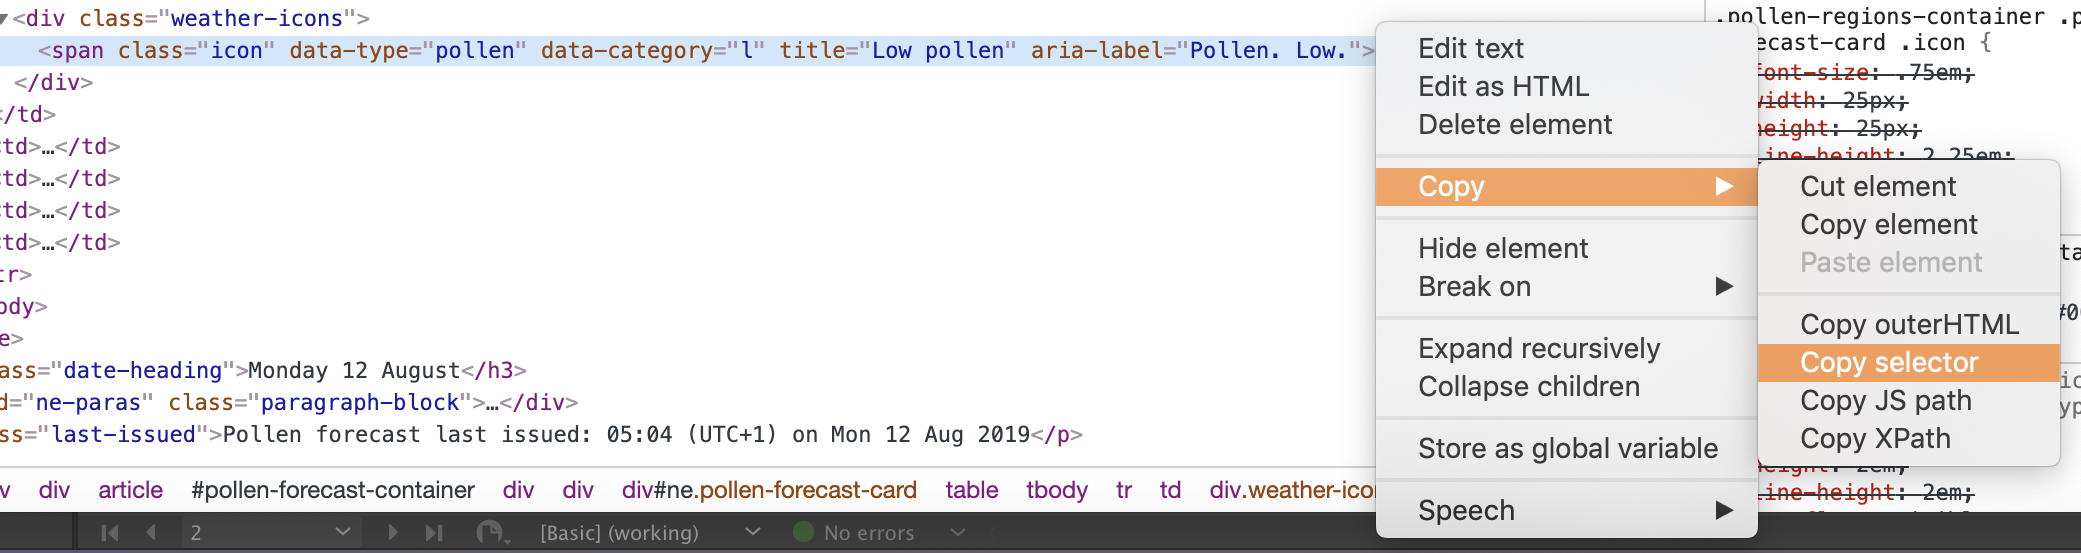 ▼<div class="weather-icons">
<span class="icon" data-type="pollen" data-category="l" title="Low pollen" aria-label="Pollen. Low.">
</div>
</td>
td>…</td>
td>…</td>
td>…</td>
td>…</td>
tr>
ody>
e>
ass="date-heading">Monday 12 August</h3>
d="ne-paras" class="paragraph-block">…</div>
ss="last-issued">Pollen forecast last issued: 05:04 (UTC+1) on Mon 12 Aug 2019</p>
v div article #pollen-forecast-container div div div#ne.pollen-forecast-card table tbody tr td div.weather-ico
2 [Basic] (working) No errors
Edit text
Edit as HTML
Delete element
Copy ▶
Hide element
Break on ▶
Expand recursively
Collapse children
Store as global variable
Speech ▶
Cut element
Copy element
Paste element
Copy outerHTML
Copy selector
Copy JS path
Copy XPath
.pollen-regions-container .p
ecast-card .icon {
font-size: .75em;
width: 25px;
height: 25px;
line-height: 2.25em;
ta
#0
ic
yp
height: 2em;
line-height: 2em;